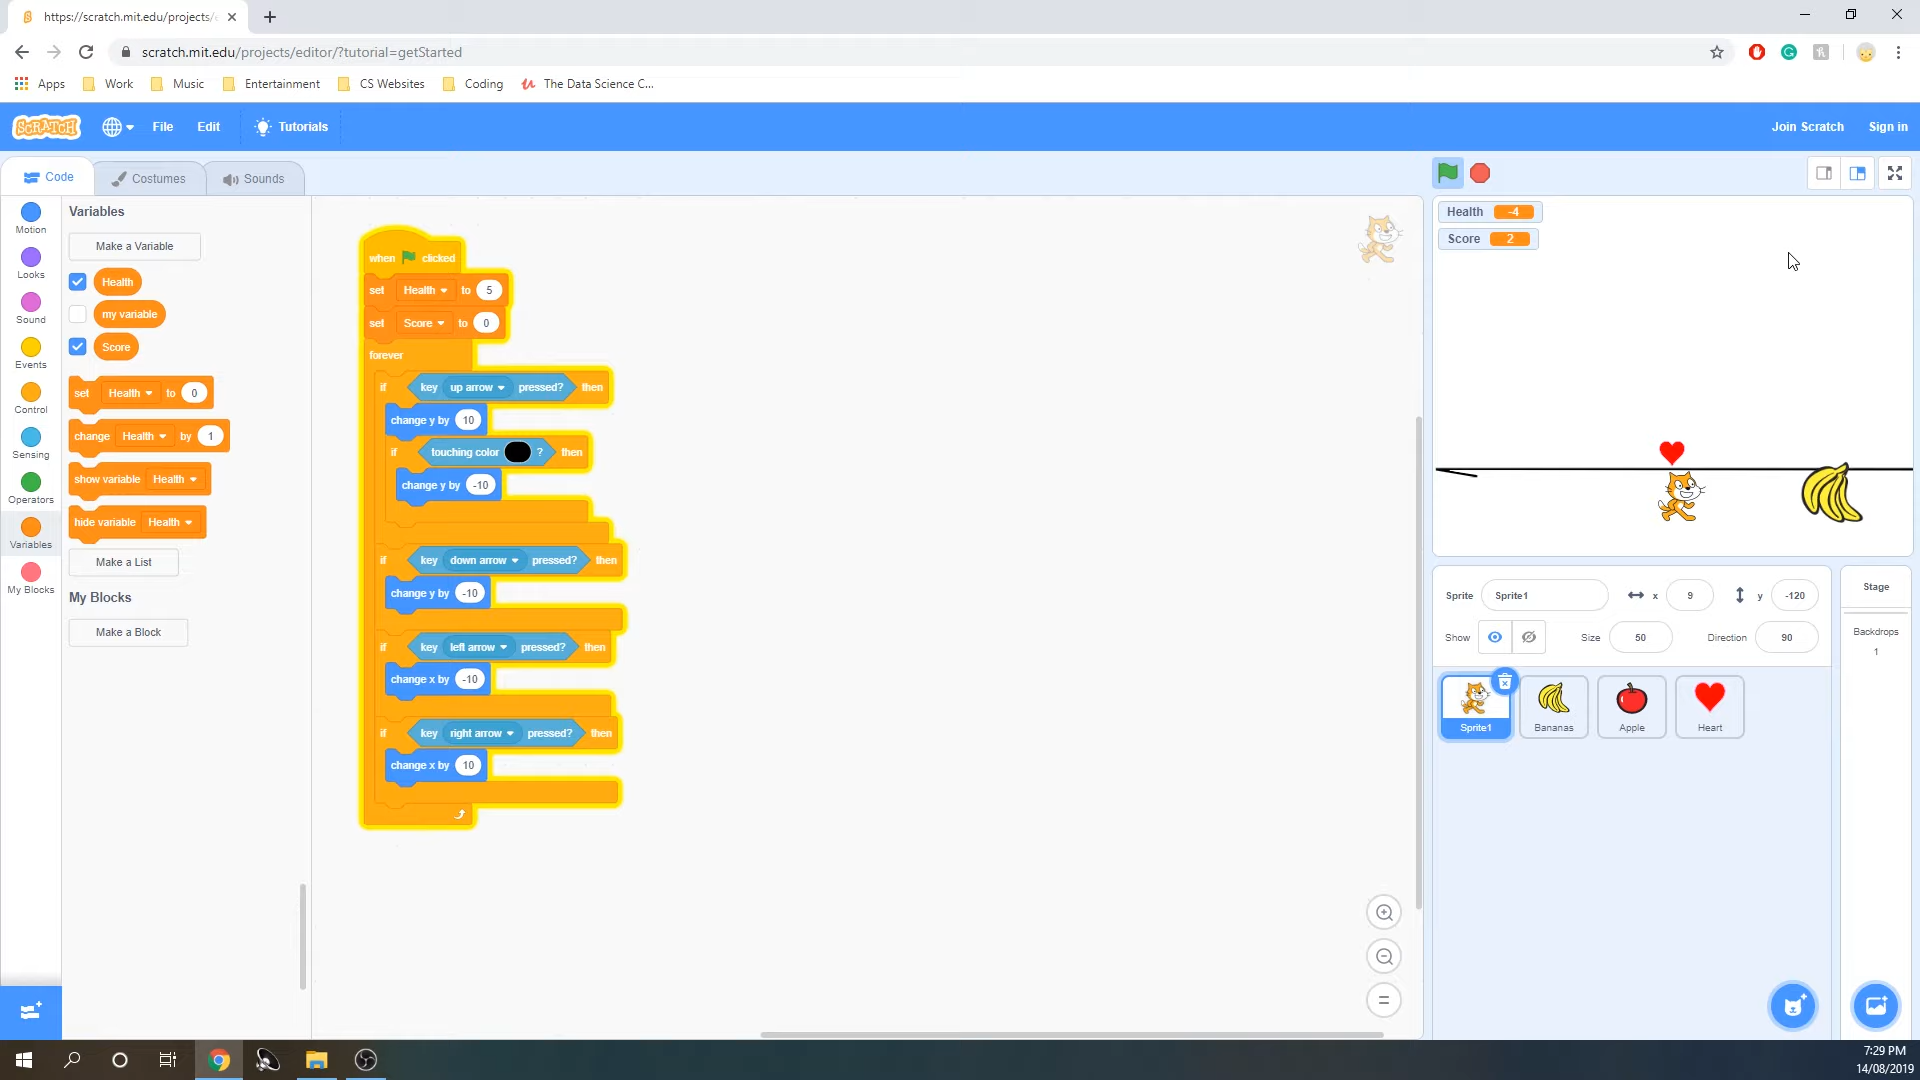 https://scratch.mit.edu/projects/e
scratch.mit.edu/projects/editor/?tutorial=getStarted
Apps Work Music Entertainment CS Websites Coding The Data Science C...
SCRATCH File Edit Tutorials Join Scratch Sign in
Code Costumes Sounds
Motion
Looks
Sound
Events
Control
Sensing
Operators
Variables
My Blocks
Variables
Make a Variable
Health
my variable
Score
set Health to 0
change Health by 1
show variable Health
hide variable Health
Make a List
My Blocks
Make a Block
when clicked
set Health to 5
set Score to 0
forever
if key up arrow pressed? then
change y by 10
if touching color ? then
change y by -10
if key down arrow pressed? then
change y by -10
if key left arrow pressed? then
change x by -10
if key right arrow pressed? then
change x by 10
Health -4
Score 2
Sprite Sprite1 x 9 y -120
Show Size 50 Direction 90
Sprite1 Bananas Apple Heart
Stage
Backdrops
1
7:29 PM
14/08/2019